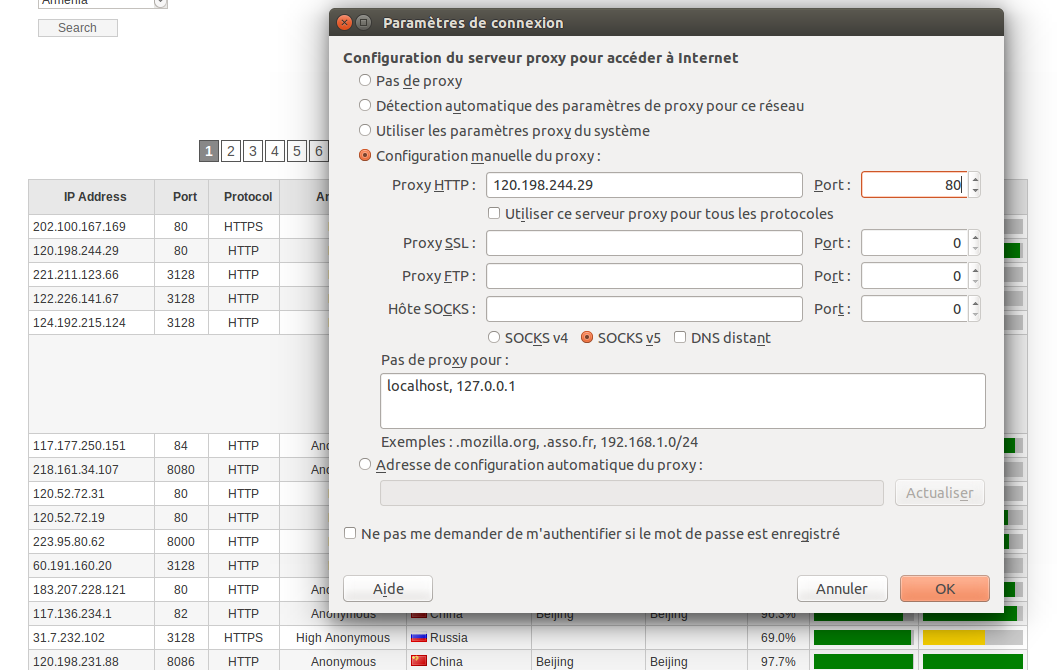 Armenia
Search
1 2 3 4 5 6
IP Address Port Protocol
202.100.167.169 80 HTTPS
120.198.244.29 80 HTTP
221.211.123.66 3128 HTTP
122.226.141.67 3128 HTTP
124.192.215.124 3128 HTTP
117.177.250.151 84 HTTP
218.161.34.107 8080 HTTP
120.52.72.31 80 HTTP
120.52.72.19 80 HTTP
223.95.80.62 8000 HTTP
60.191.160.20 3128 HTTP
183.207.228.121 80 HTTP
117.136.234.1 82 HTTP Anonymous China Beijing Beijing 96.3%
31.7.232.102 3128 HTTPS High Anonymous Russia 69.0%
120.198.231.88 8086 HTTP Anonymous China Beijing Beijing 97.7%
Paramètres de connexion
Configuration du serveur proxy pour accéder à Internet
Pas de proxy
Détection automatique des paramètres de proxy pour ce réseau
Utiliser les paramètres proxy du système
Configuration manuelle du proxy :
Proxy HTTP : 120.198.244.29 Port : 80
Utiliser ce serveur proxy pour tous les protocoles
Proxy SSL : Port : 0
Proxy FTP : Port : 0
Hôte SOCKS : Port : 0
SOCKS v4 SOCKS v5 DNS distant
Pas de proxy pour :
localhost, 127.0.0.1
Exemples : .mozilla.org, .asso.fr, 192.168.1.0/24
Adresse de configuration automatique du proxy :
Actualiser
Ne pas me demander de m'authentifier si le mot de passe est enregistré
Aide Annuler OK